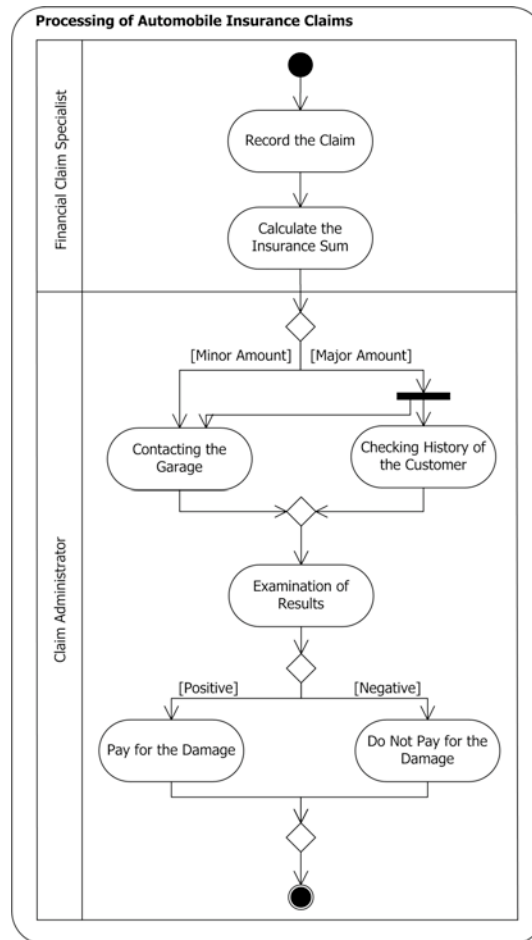 Processing of Automobile Insurance Claims
Financial Claim Specialist
Record the Claim
Calculate the
Insurance Sum
Claim Administrator
[Minor Amount]
[Major Amount]
Contacting the
Garage
Checking History of
the Customer
Examination of
Results
[Positive]
[Negative]
Pay for the Damage
Do Not Pay for the
Damage